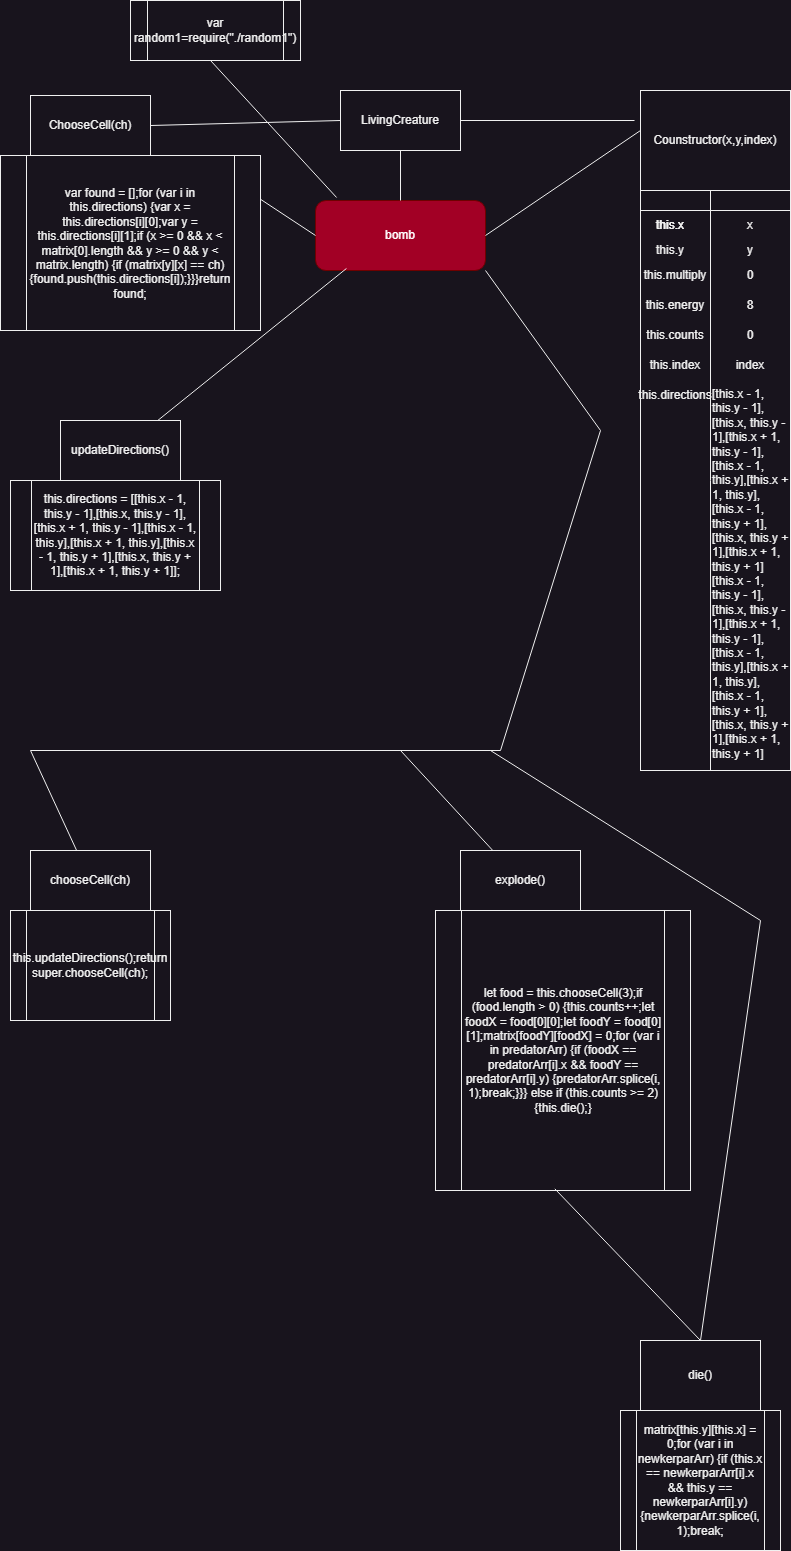 var
random1=require("./random1")
ChooseCell(ch)
LivingCreature
Counstructor(x,y,index)
var found = [];for (var i in
this.directions) {var x =
this.directions[i][0];var y =
this.directions[i][1];if (x >= 0 && x <
matrix[0].length && y >= 0 && y <
matrix.length) {if (matrix[y][x] == ch)
{found.push(this.directions[i]);}}}return
found;
bomb
this.x
x
this.y
y
this.multiply
0
this.energy
8
this.counts
0
this.index
index
this.directions
[this.x - 1,
this.y - 1],
[this.x, this.y -
1],[this.x + 1,
this.y - 1],
[this.x - 1,
this.y],[this.x +
1, this.y],
[this.x - 1,
this.y + 1],
[this.x, this.y +
1],[this.x + 1,
this.y + 1]
[this.x - 1,
this.y - 1],
[this.x, this.y -
1],[this.x + 1,
this.y - 1],
[this.x - 1,
this.y],[this.x +
1, this.y],
[this.x - 1,
this.y + 1],
[this.x, this.y +
1],[this.x + 1,
this.y + 1]
updateDirections()
this.directions = [[this.x - 1,
this.y - 1],[this.x, this.y - 1],
[this.x + 1, this.y - 1],[this.x - 1,
this.y],[this.x + 1, this.y],[this.x
- 1, this.y + 1],[this.x, this.y +
1],[this.x + 1, this.y + 1]];
chooseCell(ch)
this.updateDirections();return
super.chooseCell(ch);
explode()
let food = this.chooseCell(3);if
(food.length > 0) {this.counts++;let
foodX = food[0][0];let foodY = food[0]
[1];matrix[foodY][foodX] = 0;for (var i
in predatorArr) {if (foodX ==
predatorArr[i].x && foodY ==
predatorArr[i].y) {predatorArr.splice(i,
1);break;}}} else if (this.counts >= 2)
{this.die();}
die()
matrix[this.y][this.x] =
0;for (var i in
newkerparArr) {if (this.x
== newkerparArr[i].x
&& this.y ==
newkerparArr[i].y)
{newkerparArr.splice(i,
1);break;